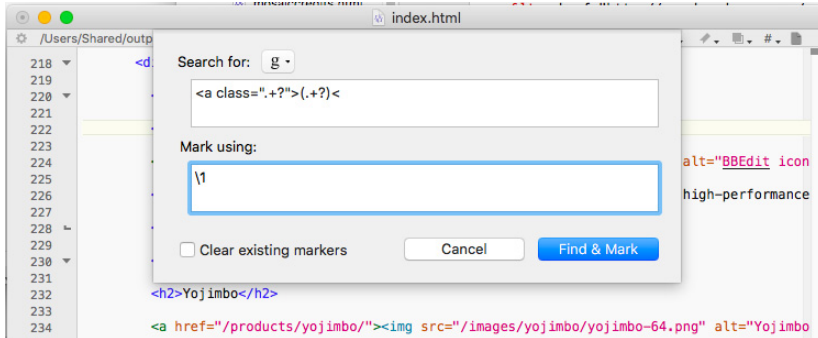 index.html
/Users/Shared/outp
218 <d
219
220
221
222
223
224 alt="BBEdit icon
225
226 high-performance
227
228
229
230
231
232 <h2>Yojimbo</h2>
233
234 <a href="/products/yojimbo/"><img src="/images/yojimbo/yojimbo-64.png" alt="Yojimbo
Search for: g
<a class=".+?">(.+?)<
Mark using:
\1
Clear existing markers Cancel Find & Mark